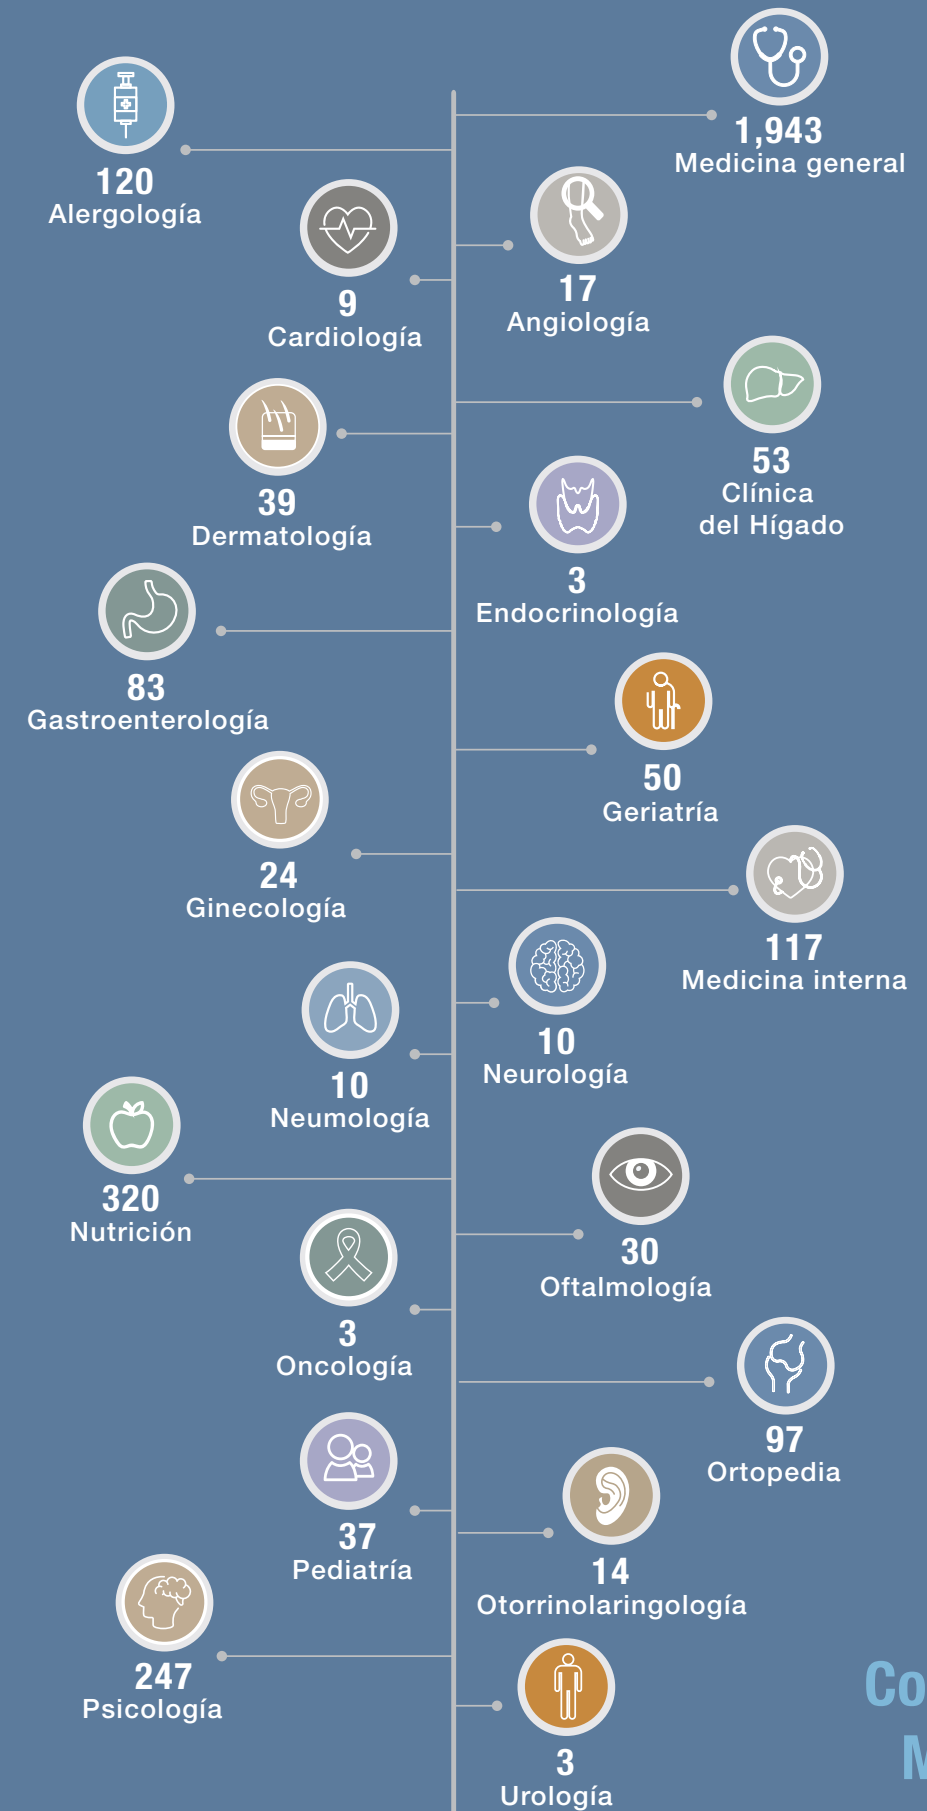 1,943
Medicina general
120
Alergología
17
Angiología
9
Cardiología
53
Clínica
del Hígado
39
Dermatología
3
Endocrinología
83
Gastroenterología
50
Geriatría
24
Ginecología
117
Medicina interna
10
Neurología
10
Neumología
320
Nutrición
30
Oftalmología
3
Oncología
97
Ortopedia
37
Pediatría
14
Otorrinolaringología
247
Psicología
3
Urología